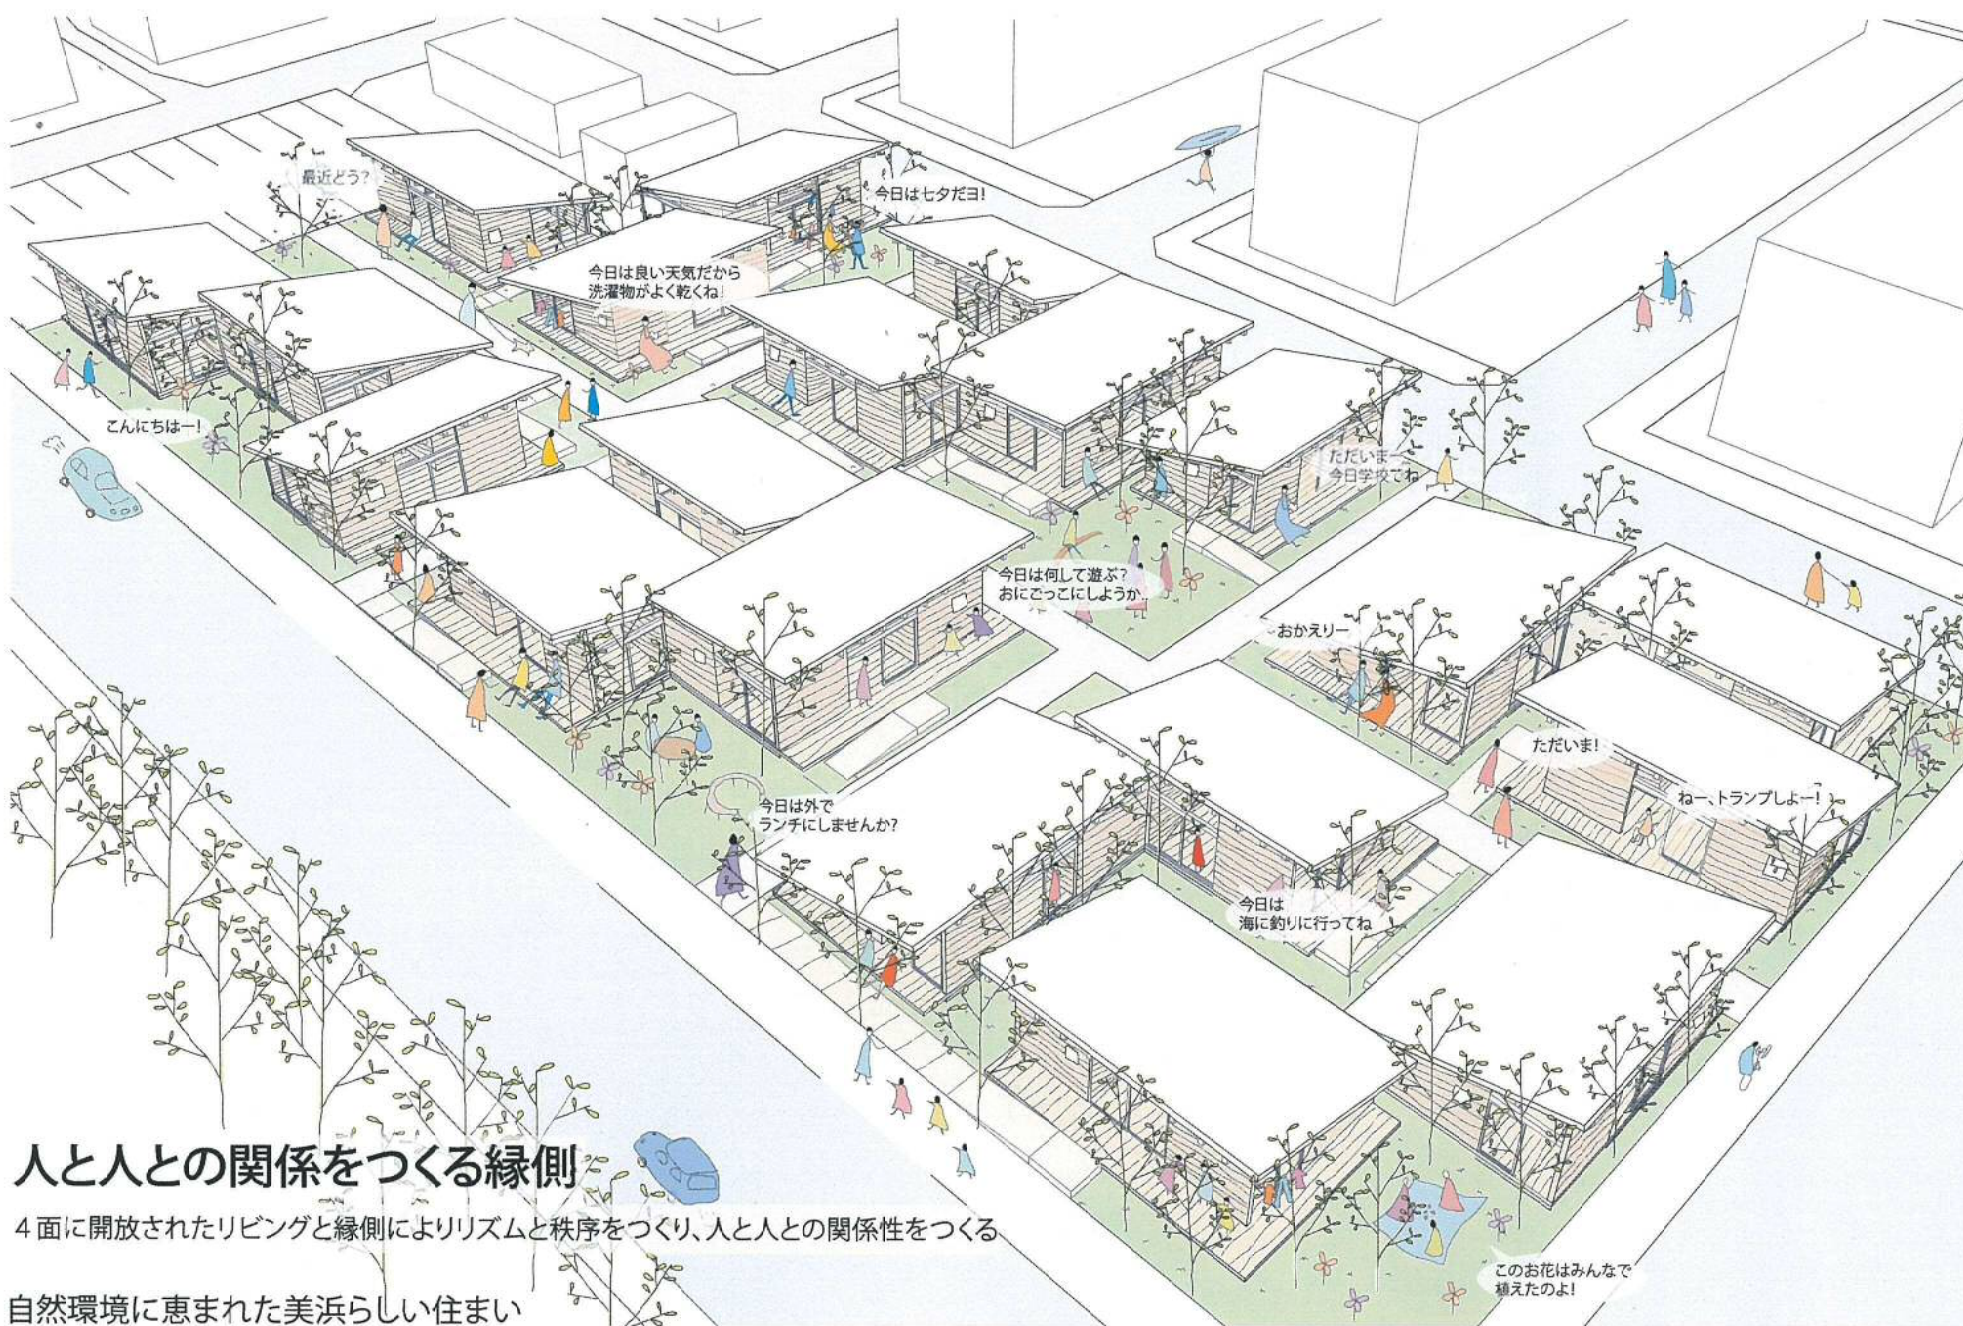 最近どう?
今日は七夕だヨ!
今日は良い天気だから
洗濯物がよく乾くね!
こんにちはー!
ただいまー
今日学校でね
今日は何して遊ぶ?
おにごっこにしようか..
おかえりー
ただいま!
ねー、トランプしよー!
今日は外で
ランチにしませんか?
今日は
海に釣りに行ってね
このお花はみんなで
植えたのよ!
人と人との関係をつくる縁側
4面に開放されたリビングと縁側によりリズムと秩序をつくり、人と人との関係性をつくる
自然環境に恵まれた美浜らしい住まい